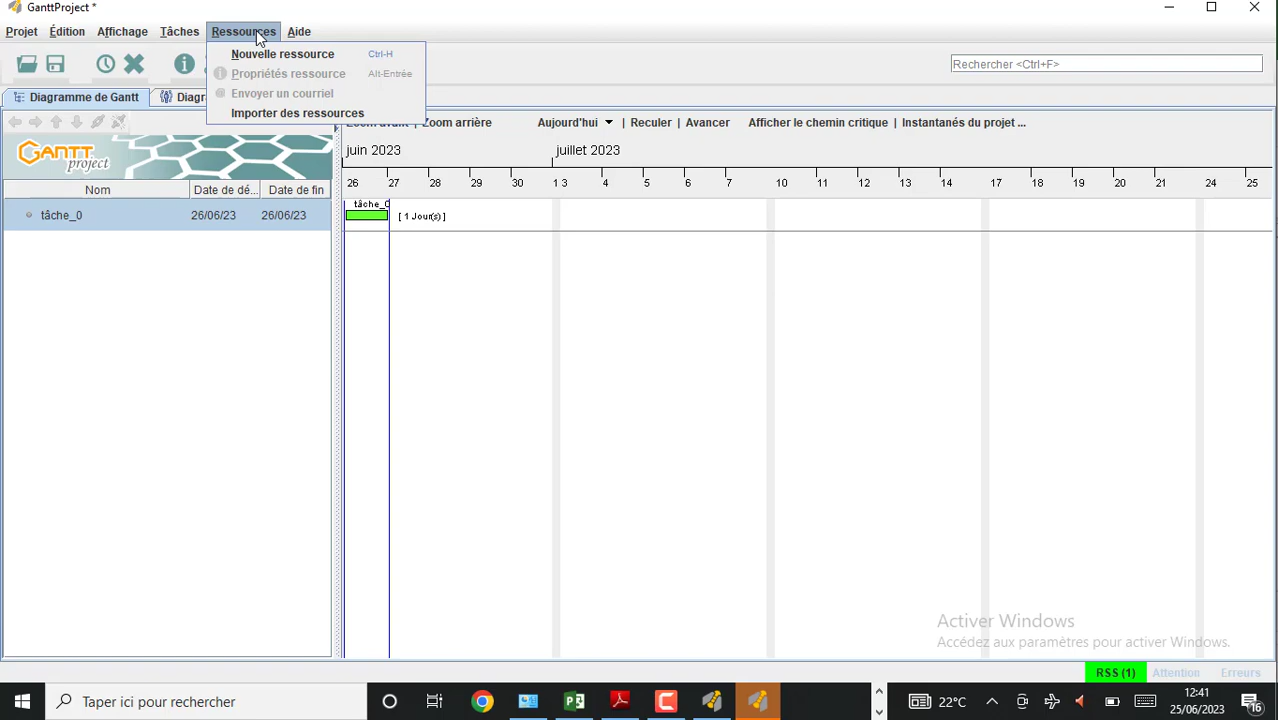 GanttProject *
Projet Édition Affichage Tâches Ressources Aide
Nouvelle ressource Ctrl-H
Propriétés ressource Alt-Entrée
Envoyer un courriel
Importer des ressources
Rechercher <Ctrl+F>
Diagramme de Gantt
Zoom arrière Aujourd'hui | Reculer | Avancer Afficher le chemin critique | Instantanés du projet ...
GANTT project
juin 2023 juillet 2023
Nom Date de dé... Date de fin
26 27 28 29 30 1 3 4 5 6 7 10 11 12 13 14 17 18 19 20 21 24 25
tâche_0 26/06/23 26/06/23
[ 1 Jour(s) ]
Activer Windows
Accédez aux paramètres pour activer Windows.
RSS (1) Attention Erreurs
Taper ici pour rechercher
22°C
12:41
25/06/2023
16